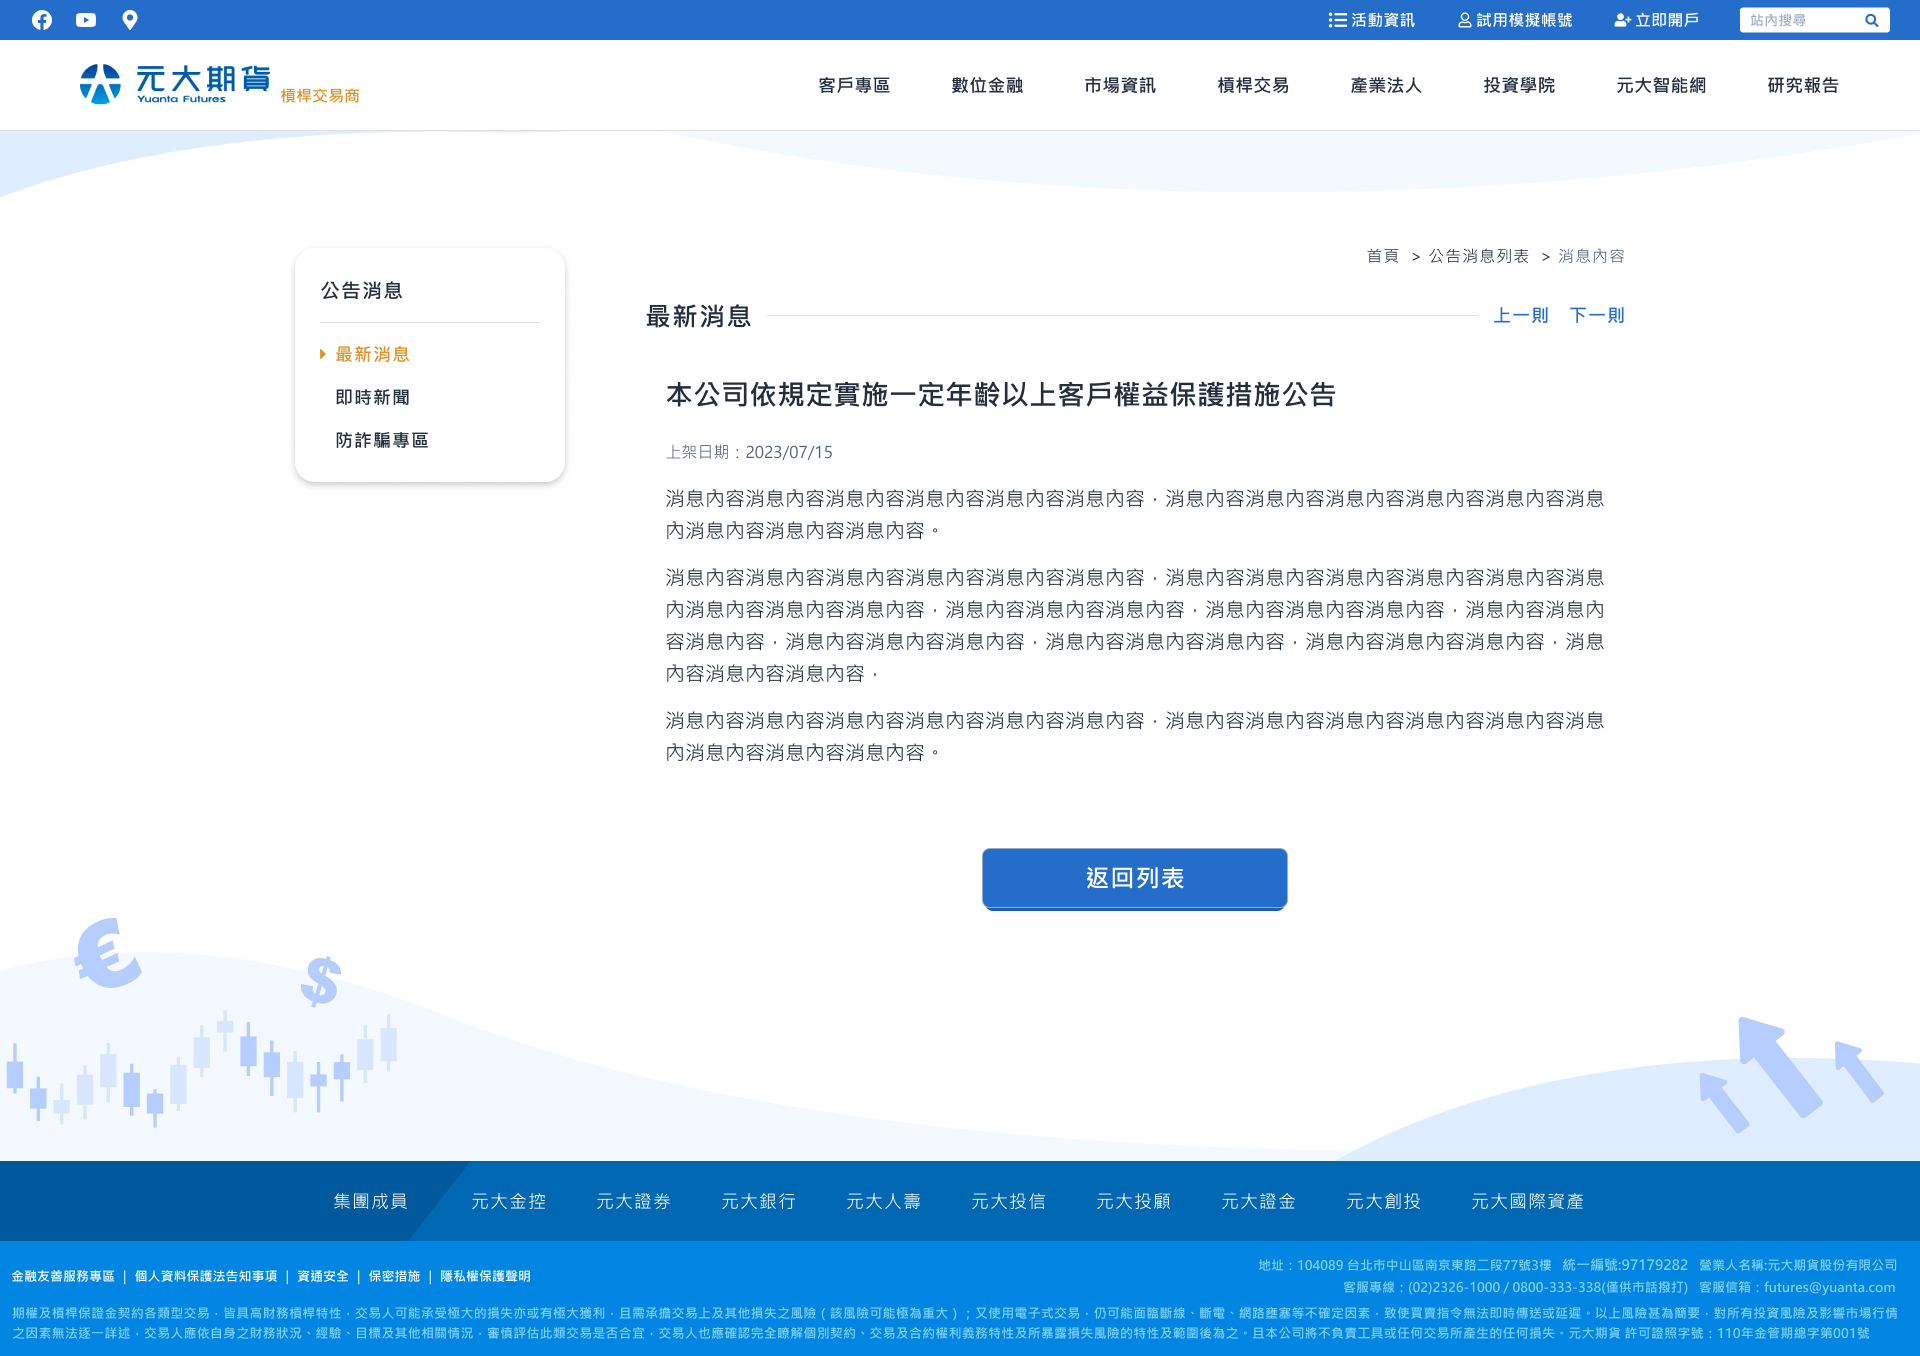 活動資訊 試用模擬帳號 立即開戶 站內搜尋
元大期貨 Yuanta Futures 槓桿交易商
客戶專區 數位金融 市場資訊 槓桿交易 產業法人 投資學院 元大智能網 研究報告
首頁 > 公告消息列表 > 消息內容
公告消息
最新消息
即時新聞
防詐騙專區
最新消息 上一則 下一則
本公司依規定實施一定年齡以上客戶權益保護措施公告
上架日期：2023/07/15
消息內容消息內容消息內容消息內容消息內容消息內容，消息內容消息內容消息內容消息內容消息內容消息
內消息內容消息內容消息內容。
消息內容消息內容消息內容消息內容消息內容消息內容，消息內容消息內容消息內容消息內容消息內容消息
內消息內容消息內容消息內容，消息內容消息內容消息內容，消息內容消息內容消息內容，消息內容消息內
容消息內容，消息內容消息內容消息內容，消息內容消息內容消息內容，消息內容消息內容消息內容，消息
內容消息內容消息內容，
消息內容消息內容消息內容消息內容消息內容消息內容，消息內容消息內容消息內容消息內容消息內容消息
內消息內容消息內容消息內容。
返回列表
集團成員 元大金控 元大證券 元大銀行 元大人壽 元大投信 元大投顧 元大證金 元大創投 元大國際資產
金融友善服務專區 | 個人資料保護法告知事項 | 資通安全 | 保密措施 | 隱私權保護聲明
地址：104089 台北市中山區南京東路二段77號3樓 統一編號:97179282 營業人名稱:元大期貨股份有限公司
客服專線：(02)2326-1000 / 0800-333-338(僅供市話撥打) 客服信箱：futures@yuanta.com
期權及槓桿保證金契約各類型交易，皆具高財務槓桿特性，交易人可能承受極大的損失亦或有極大獲利，且需承擔交易上及其他損失之風險（該風險可能極為重大）；又使用電子式交易，仍可能面臨斷線、斷電、網路壅塞等不確定因素，致使買賣指令無法即時傳送或延遲。以上風險甚為簡要，對所有投資風險及影響市場行情
之因素無法逐一詳述，交易人應依自身之財務狀況、經驗、目標及其他相關情況，審慎評估此類交易是否合宜，交易人也應確認完全瞭解個別契約、交易及合約權利義務特性及所暴露損失風險的特性及範圍後為之。且本公司將不負責工具或任何交易所產生的任何損失。元大期貨 許可證照字號：110年金管期總字第001號